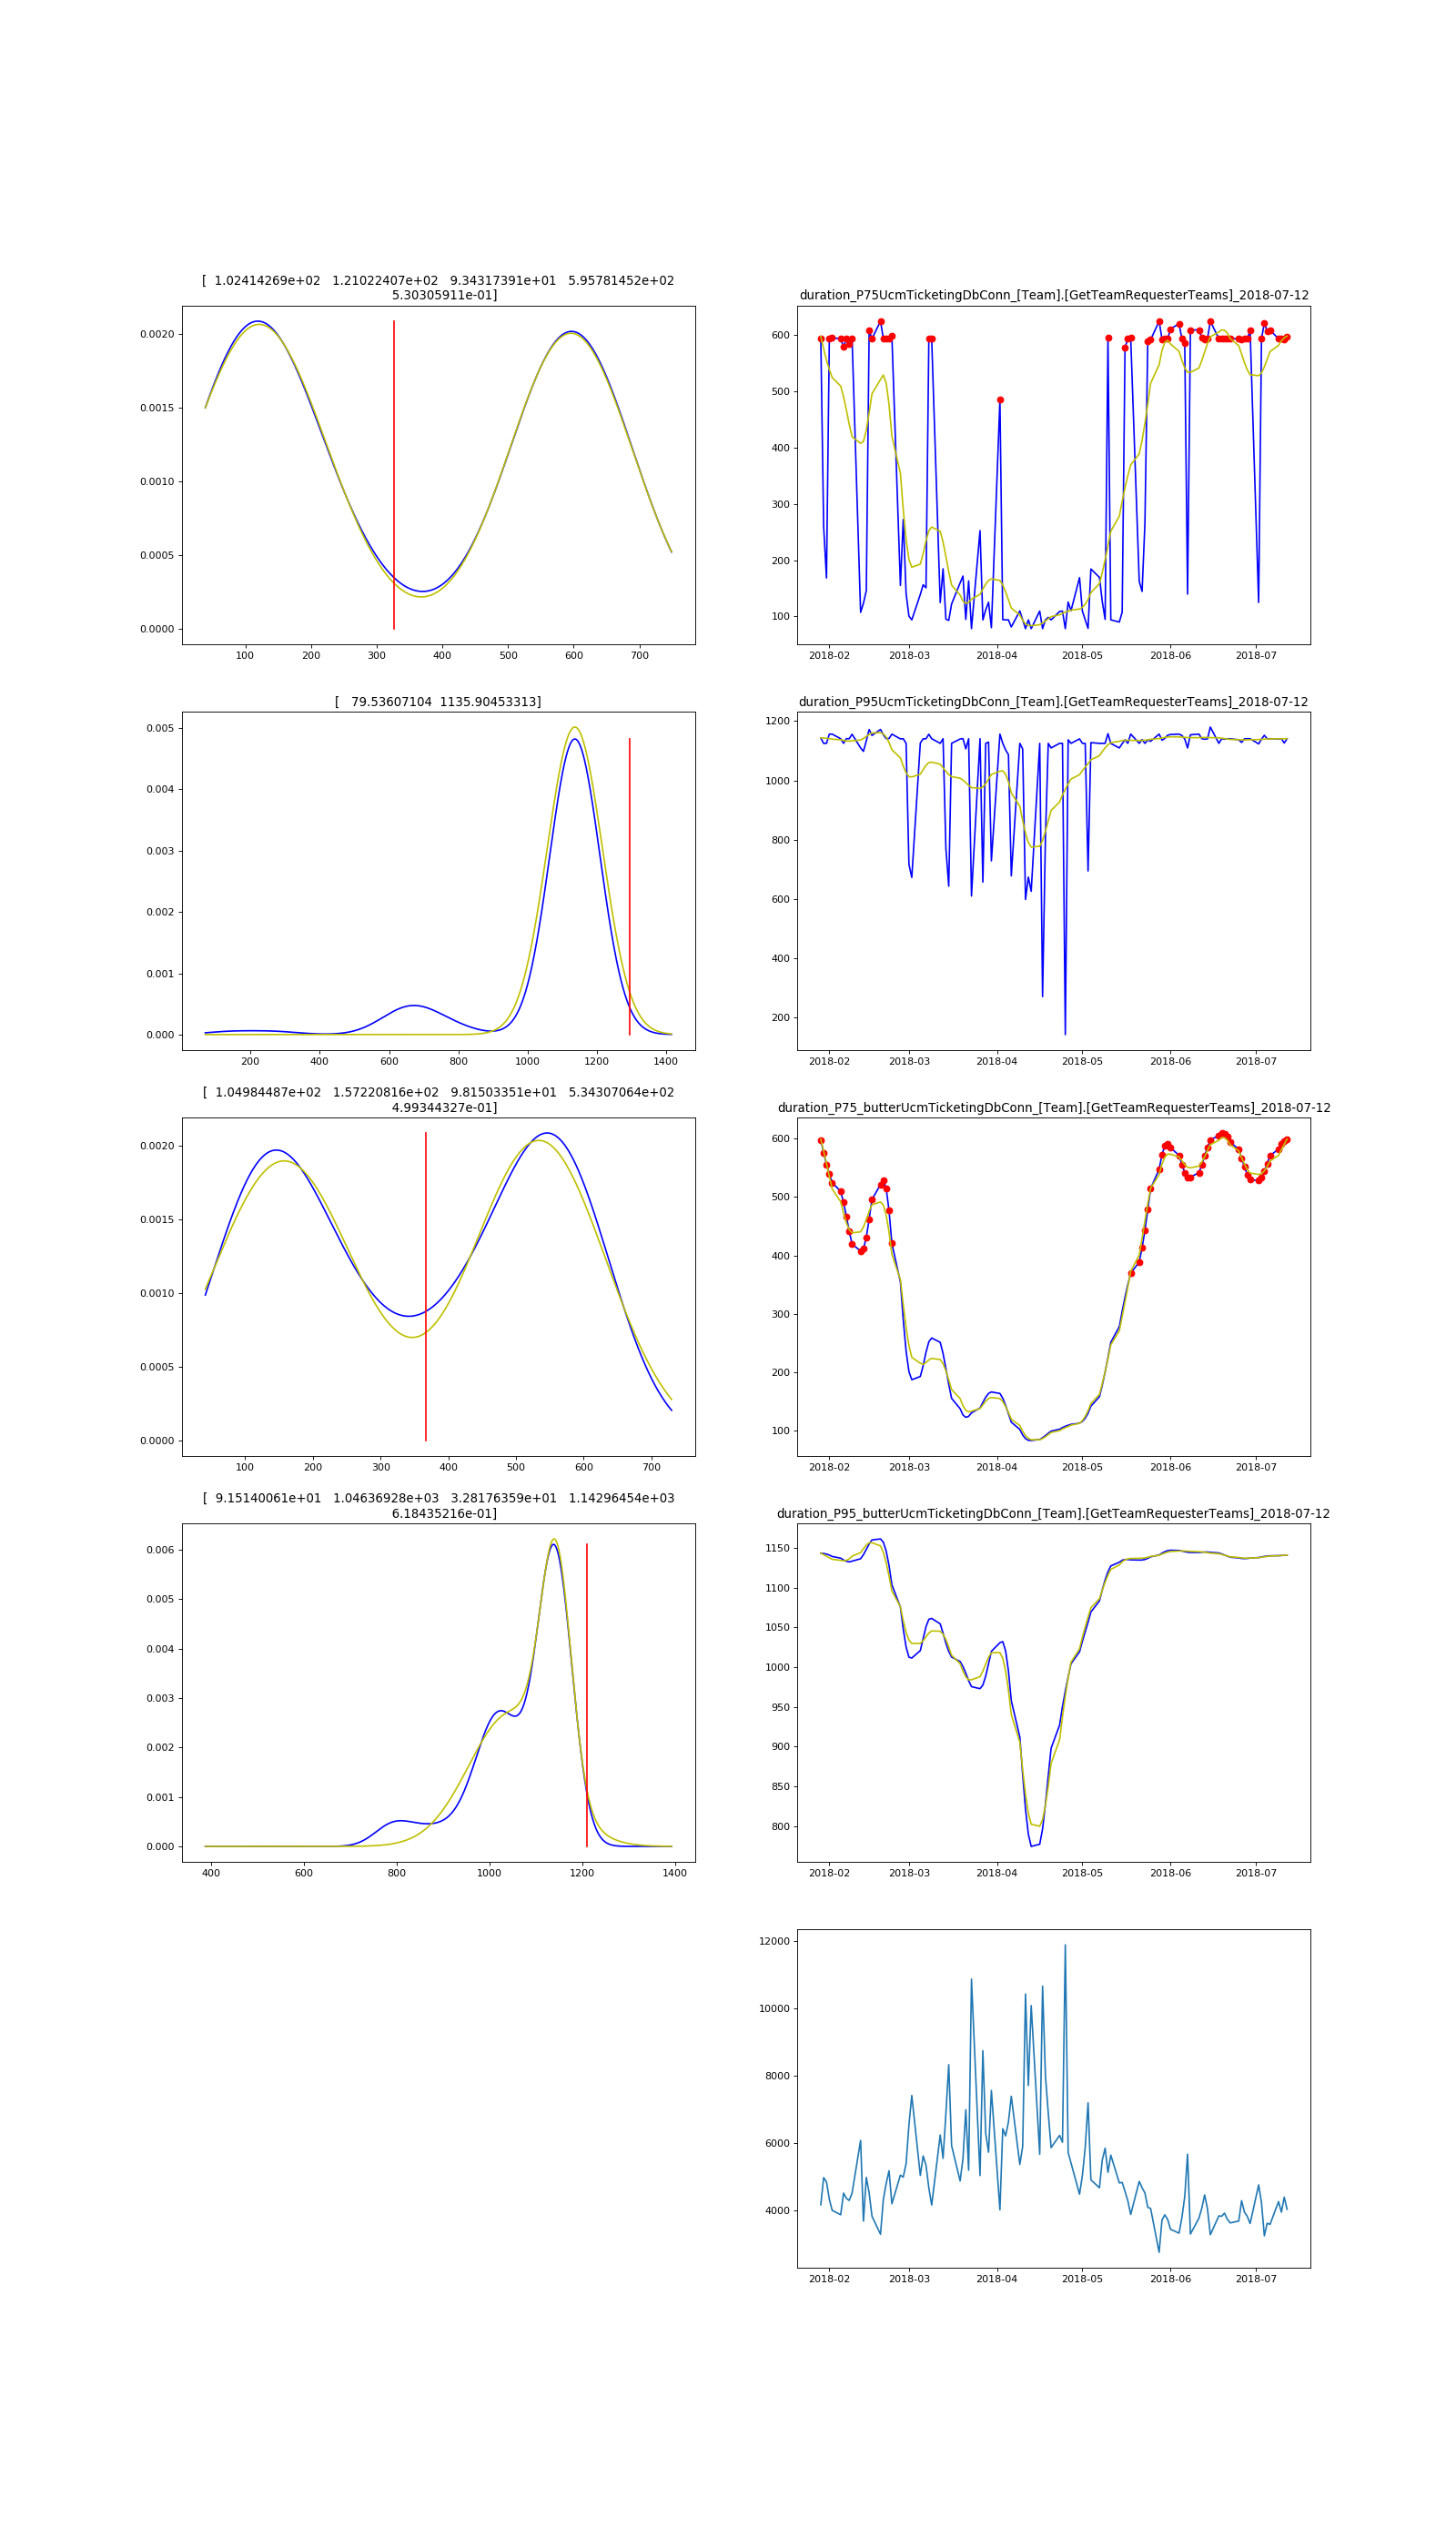 [  1.02414269e+02   1.21022407e+02   9.34317391e+01   5.95781452e+02
5.30305911e-01]
0.0020
0.0015
0.0010
0.0005
0.0000
100 200 300 400 500 600 700
duration_P75UcmTicketingDbConn_[Team].[GetTeamRequesterTeams]_2018-07-12
600
500
400
300
200
100
2018-02 2018-03 2018-04 2018-05 2018-06 2018-07
[   79.53607104  1135.90453313]
0.005
0.004
0.003
0.002
0.001
0.000
200 400 600 800 1000 1200 1400
duration_P95UcmTicketingDbConn_[Team].[GetTeamRequesterTeams]_2018-07-12
1200
1000
800
600
400
200
2018-02 2018-03 2018-04 2018-05 2018-06 2018-07
[  1.04984487e+02   1.57220816e+02   9.81503351e+01   5.34307064e+02
4.99344327e-01]
0.0020
0.0015
0.0010
0.0005
0.0000
100 200 300 400 500 600 700
duration_P75_butterUcmTicketingDbConn_[Team].[GetTeamRequesterTeams]_2018-07-12
600
500
400
300
200
100
2018-02 2018-03 2018-04 2018-05 2018-06 2018-07
[  9.15140061e+01   1.04636928e+03   3.28176359e+01   1.14296454e+03
6.18435216e-01]
0.006
0.005
0.004
0.003
0.002
0.001
0.000
400 600 800 1000 1200 1400
duration_P95_butterUcmTicketingDbConn_[Team].[GetTeamRequesterTeams]_2018-07-12
1150
1100
1050
1000
950
900
850
800
2018-02 2018-03 2018-04 2018-05 2018-06 2018-07
12000
10000
8000
6000
4000
2018-02 2018-03 2018-04 2018-05 2018-06 2018-07